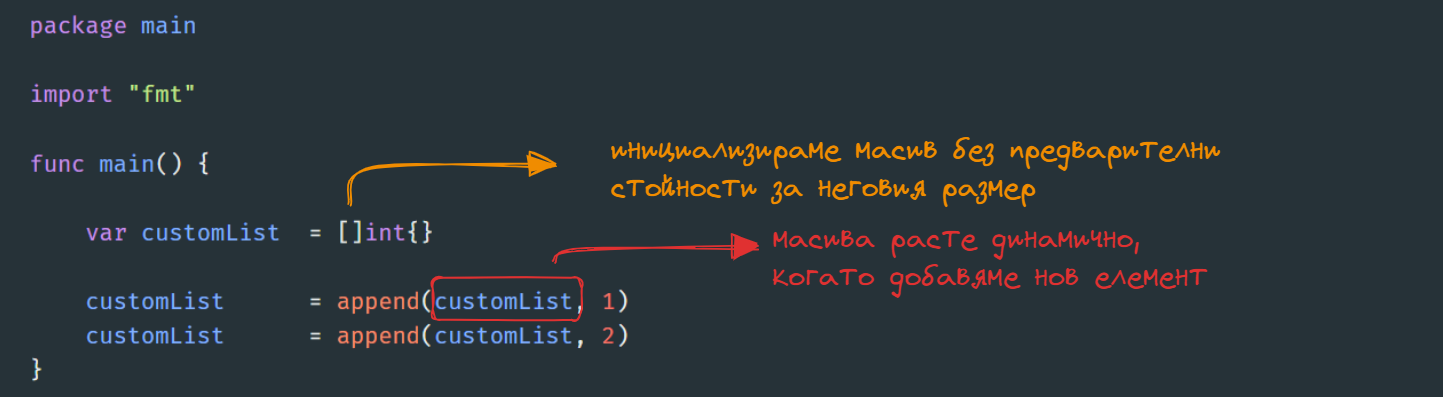 package main
import "fmt"
func main() {
инициализираме масив без предварителни
стойности за неговия размер
var customList = []int{}
масива расте динамично,
когато добавяме нов елемент
customList = append(customList, 1)
customList = append(customList, 2)
}